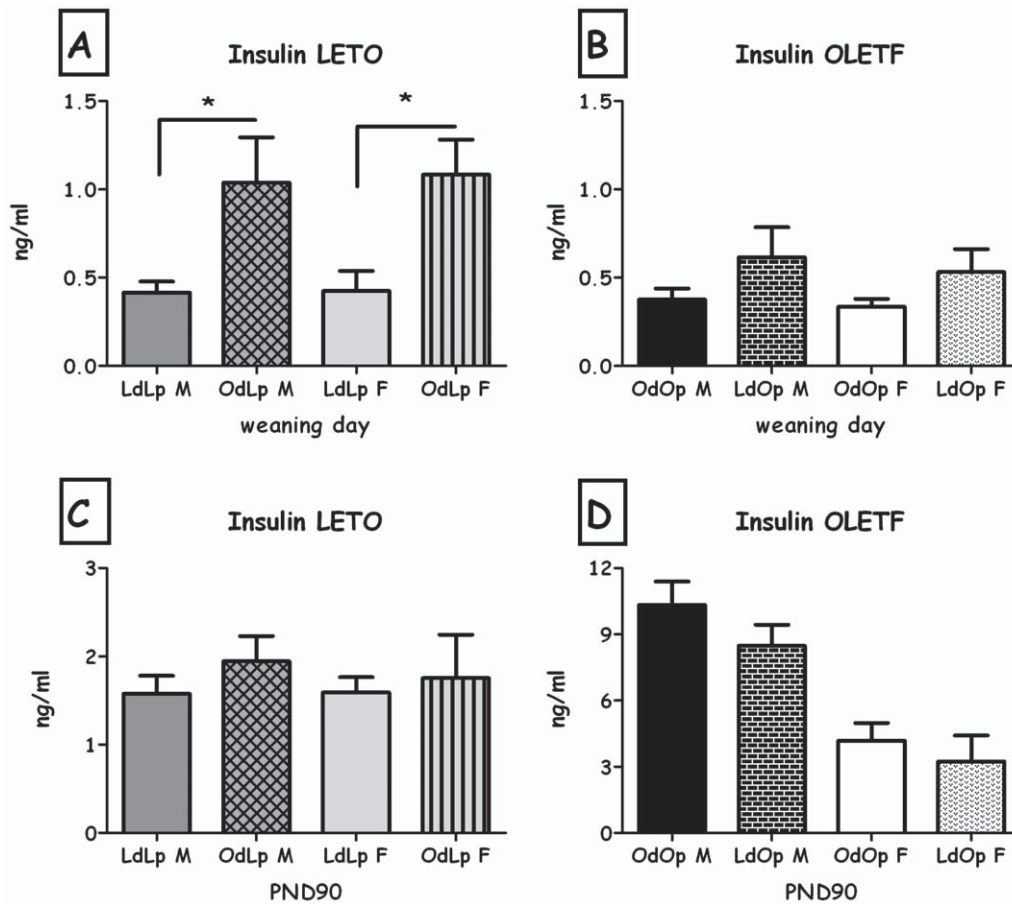 A
Insulin LETO
B
Insulin OLETF
* *
1.5
1.0
0.5
0.0
ng/ml
LdLp M OdLp M LdLp F OdLp F
weaning day
1.5
1.0
0.5
0.0
ng/ml
OdOp M LdOp M OdOp F LdOp F
weaning day
C
Insulin LETO
3
2
1
0
ng/ml
LdLp M OdLp M LdLp F OdLp F
PND90
D
Insulin OLETF
12
9
6
3
0
ng/ml
OdOp M LdOp M OdOp F LdOp F
PND90